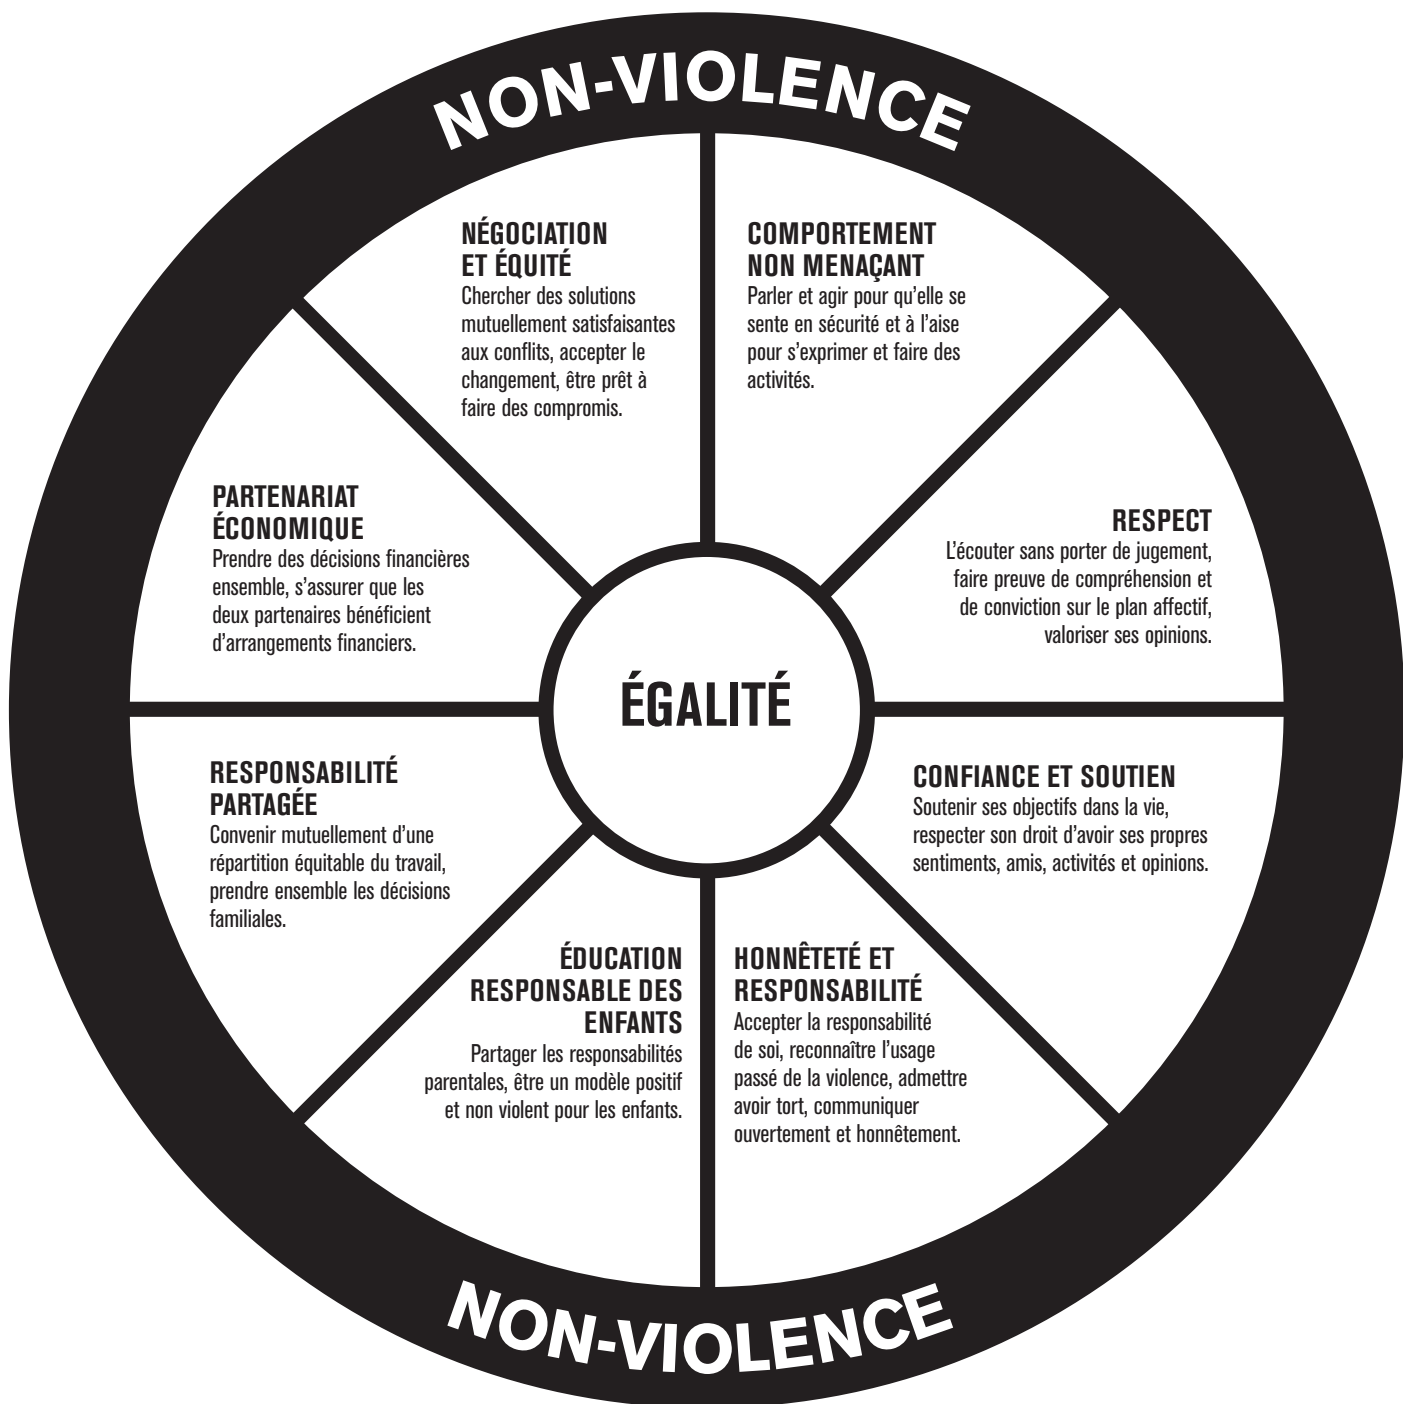 NON-VIOLENCE
NÉGOCIATION
ET ÉQUITÉ
Chercher des solutions
mutuellement satisfaisantes
aux conflits, accepter le
changement, être prêt à
faire des compromis.
COMPORTEMENT
NON MENAÇANT
Parler et agir pour qu'elle se
sente en sécurité et à l'aise
pour s'exprimer et faire des
activités.
PARTENARIAT
ÉCONOMIQUE
Prendre des décisions financières
ensemble, s'assurer que les
deux partenaires bénéficient
d'arrangements financiers.
RESPECT
L'écouter sans porter de jugement,
faire preuve de compréhension et
de conviction sur le plan affectif,
valoriser ses opinions.
ÉGALITÉ
RESPONSABILITÉ
PARTAGÉE
Convenir mutuellement d'une
répartition équitable du travail,
prendre ensemble les décisions
familiales.
CONFIANCE ET SOUTIEN
Soutenir ses objectifs dans la vie,
respecter son droit d'avoir ses propres
sentiments, amis, activités et opinions.
ÉDUCATION
RESPONSABLE DES
ENFANTS
Partager les responsabilités
parentales, être un modèle positif
et non violent pour les enfants.
HONNÊTETÉ ET
RESPONSABILITÉ
Accepter la responsabilité
de soi, reconnaître l'usage
passé de la violence, admettre
avoir tort, communiquer
ouvertement et honnêtement.
NON-VIOLENCE